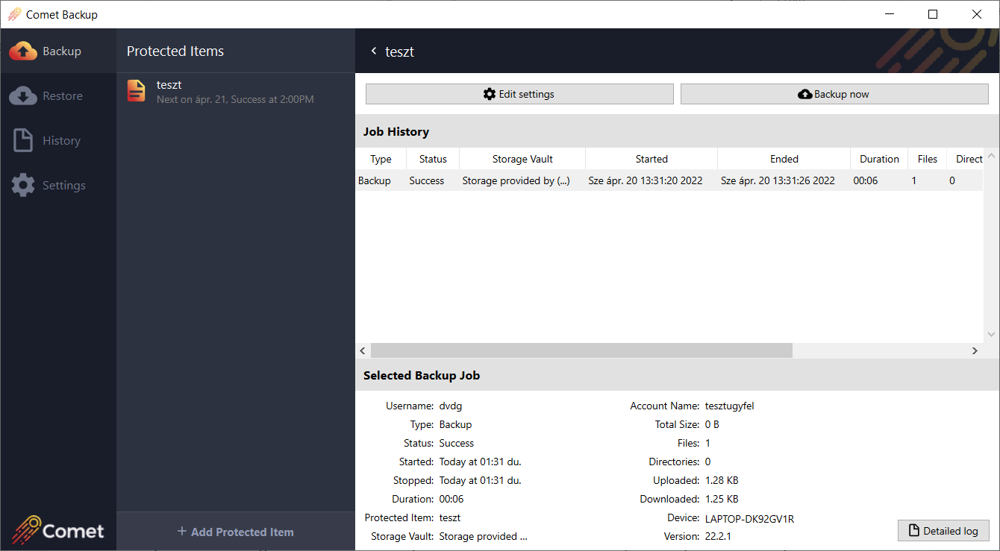 Comet Backup
Backup
Restore
History
Settings
Comet
Protected Items
teszt
Next on ápr. 21, Success at 2:00PM
+ Add Protected Item
teszt
Edit settings
Backup now
Job History
Type Status Storage Vault Started Ended Duration Files Direct
Backup Success Storage provided by (...) Sze ápr. 20 13:31:20 2022 Sze ápr. 20 13:31:26 2022 00:06 1 0
Selected Backup Job
Username: dvdg
Type: Backup
Status: Success
Started: Today at 01:31 du.
Stopped: Today at 01:31 du.
Duration: 00:06
Protected Item: teszt
Storage Vault: Storage provided ...
Account Name: tesztugyfel
Total Size: 0 B
Files: 1
Directories: 0
Uploaded: 1.28 KB
Downloaded: 1.25 KB
Device: LAPTOP-DK92GV1R
Version: 22.2.1
Detailed log